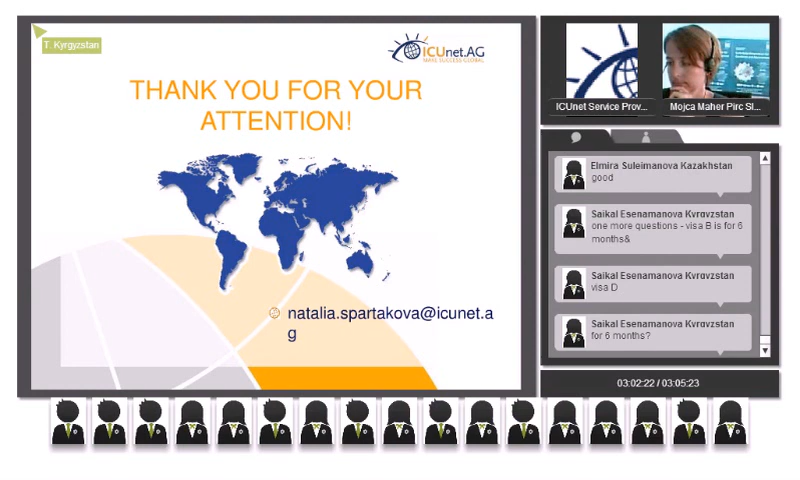 T. Kyrgyzstan
ICUnet.AG
MAKE SUCCESS GLOBAL
THANK YOU FOR YOUR
ATTENTION!
natalia.spartakova@icunet.a
g
ICUnet Service Prov...
Mojca Maher Pirc Sl...
Elmira Suleimanova Kazakhstan
good
Saikal Esenamanova Kyrgyzstan
one more questions - visa B is for 6
months&
Saikal Esenamanova Kyrgyzstan
visa D
Saikal Esenamanova Kyrgyzstan
for 6 months?
03:02:22 / 03:05:23